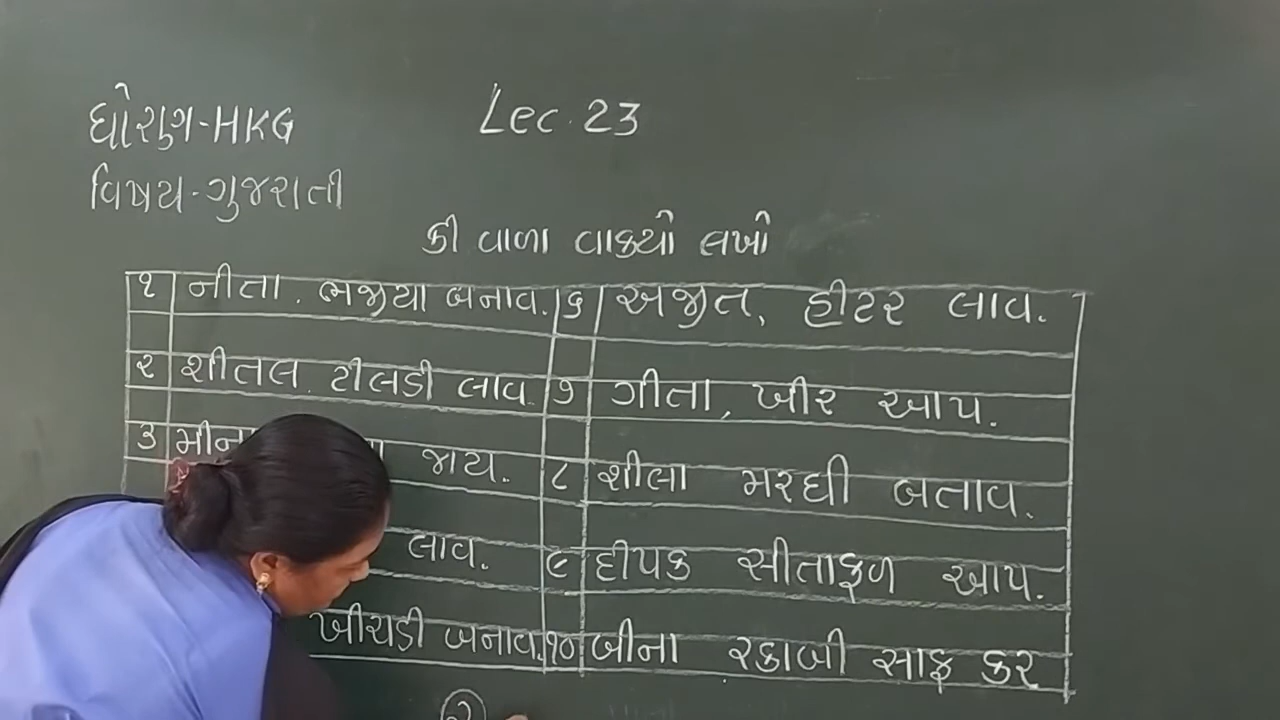 ધોરણ-HKG
Lec. 23
વિષય-ગુજરાતી
કી વાળા વાક્યો લખો
૧ નીતા. ભજીયા બનાવ.
૨ શીતલ. ટીલડી લાવ.
૩ જાય.
લાવ.
ખીચડી બનાવ.
૬ અજીત, હીટર લાવ.
૭ ગીતા, ખીર આપ.
૮ શીલા મરઘી બતાવ.
૯ દીપક સીતાફળ આપ.
૧૦ બીના રકાબી સાફ કર